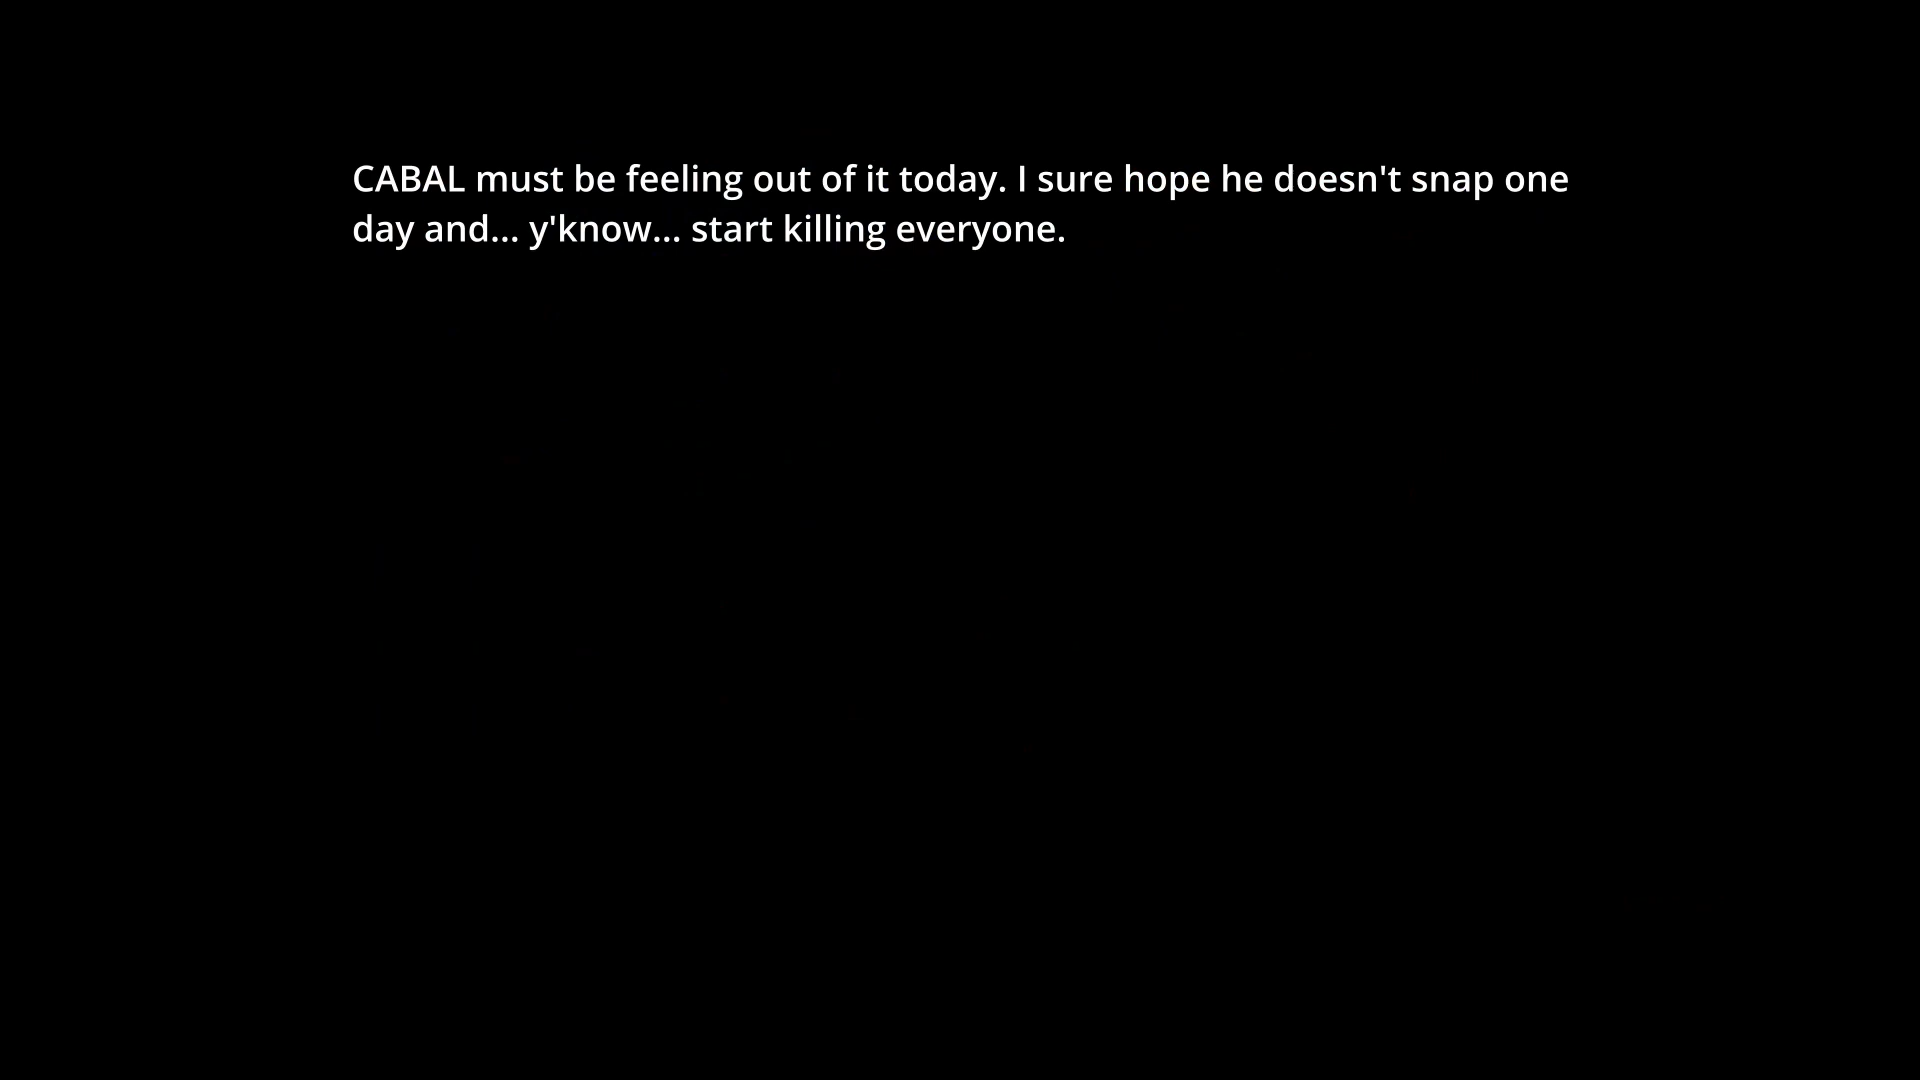 CABAL must be feeling out of it today. I sure hope he doesn't snap one
day and... y'know... start killing everyone.